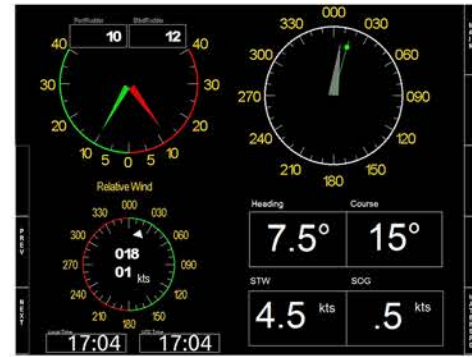 PortRudder StbdRudder
10 12
40 40
30 30
20 20
10 5 0 5 10
000
330 030
300 060
270 090
240 120
210 150
180
Relative Wind
000
330 030
300 060
270 090
240 120
210 150
180
018
01 kts
Heading Course
7.5° 15°
STW SOG
4.5 kts .5 kts
PREV
NEXT
Local Time UTC Time
17:04 17:04